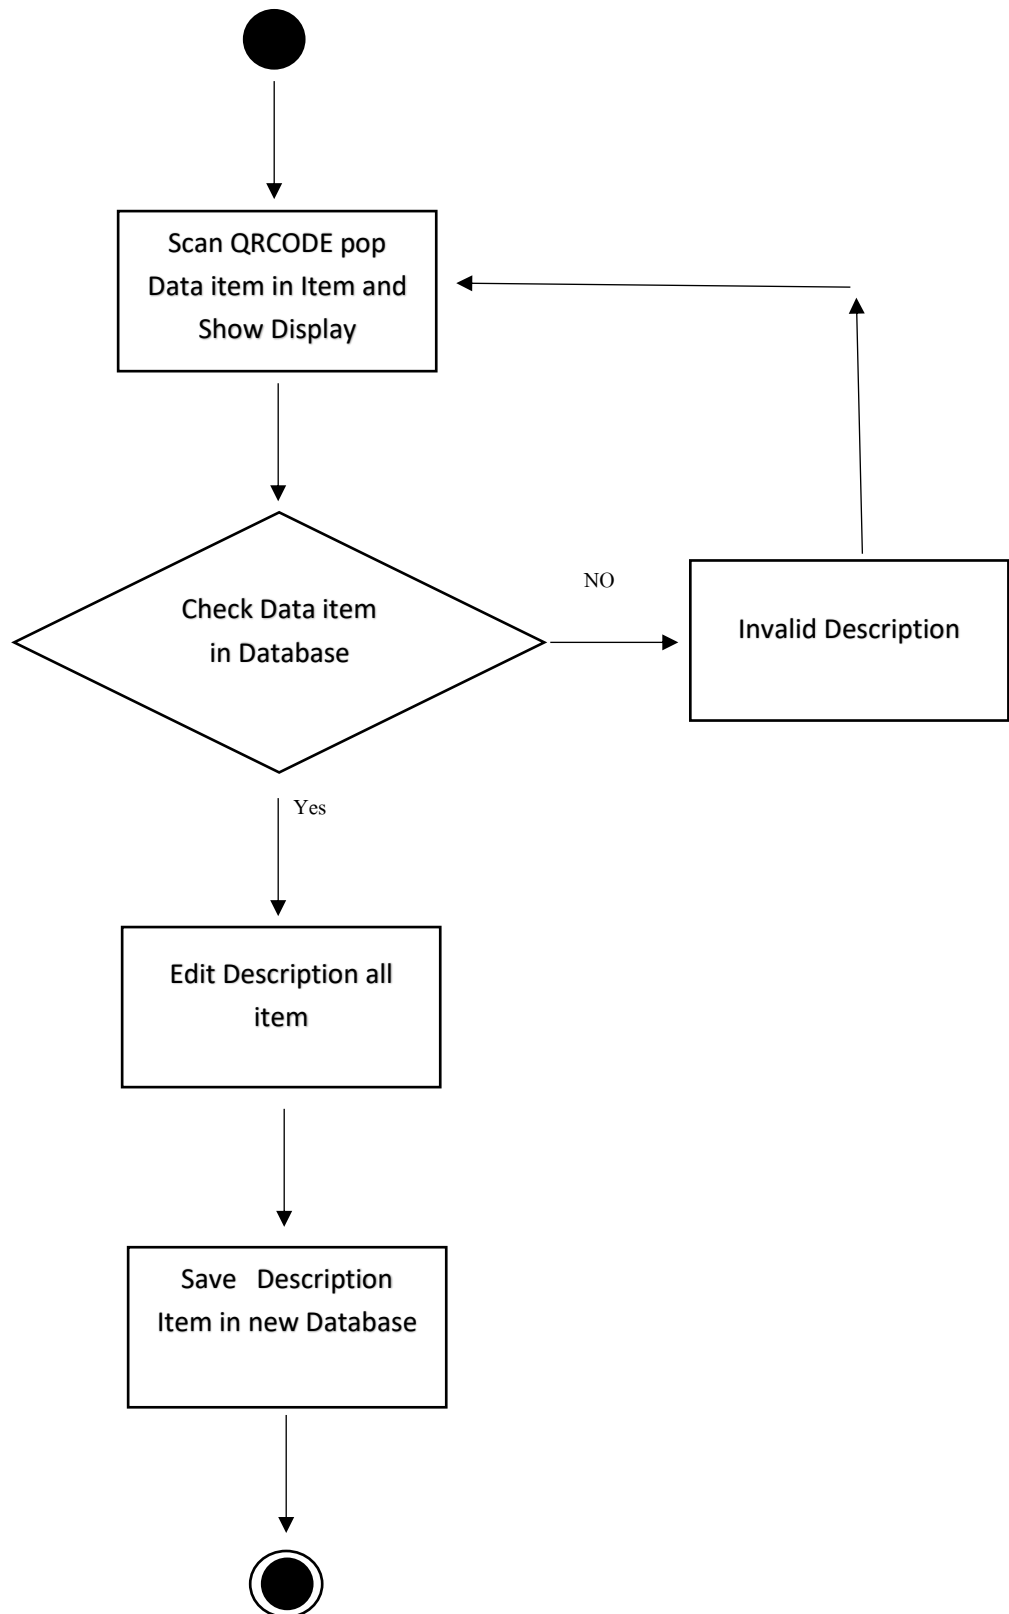 Scan QRCODE pop
Data item in Item and
Show Display
Check Data item
in Database
NO
Invalid Description
Yes
Edit Description all
item
Save   Description
Item in new Database